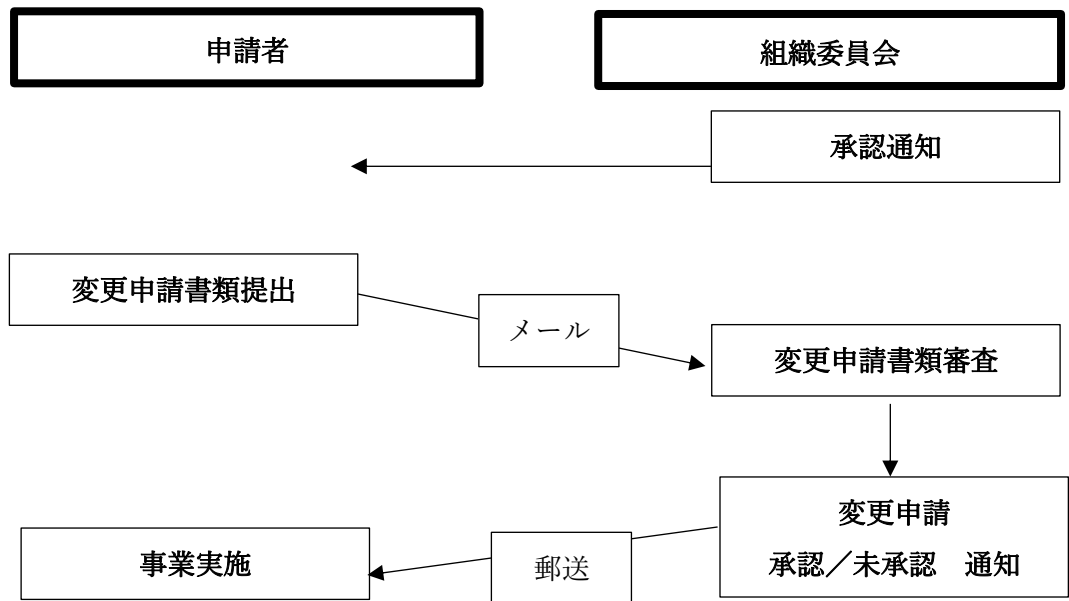 申請者
組織委員会
承認通知
変更申請書類提出
メール
変更申請書類審査
変更申請
承認／未承認　通知
郵送
事業実施